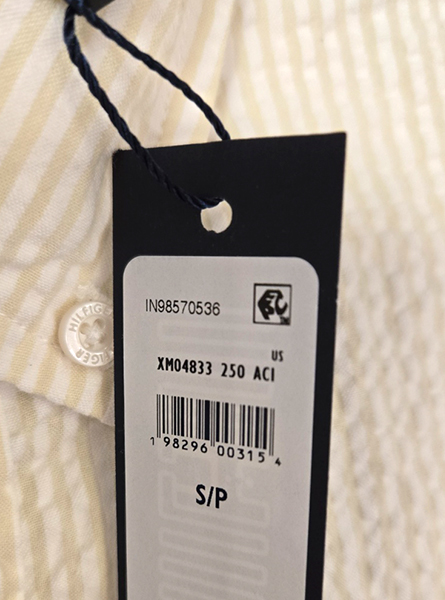 IN98570536
US
XM04833 250 ACI
1 98296 00315 4
S/P
HILFIGER